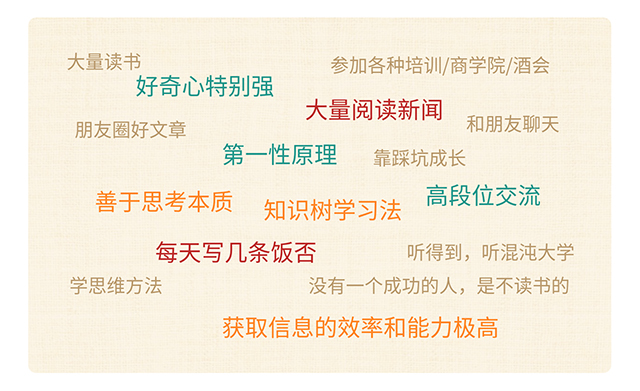 大量读书
参加各种培训/商学院/酒会
好奇心特别强
大量阅读新闻
朋友圈好文章
和朋友聊天
第一性原理
靠踩坑成长
善于思考本质
知识树学习法
高段位交流
每天写几条饭否
听得到，听混沌大学
学思维方法
没有一个成功的人，是不读书的
获取信息的效率和能力极高